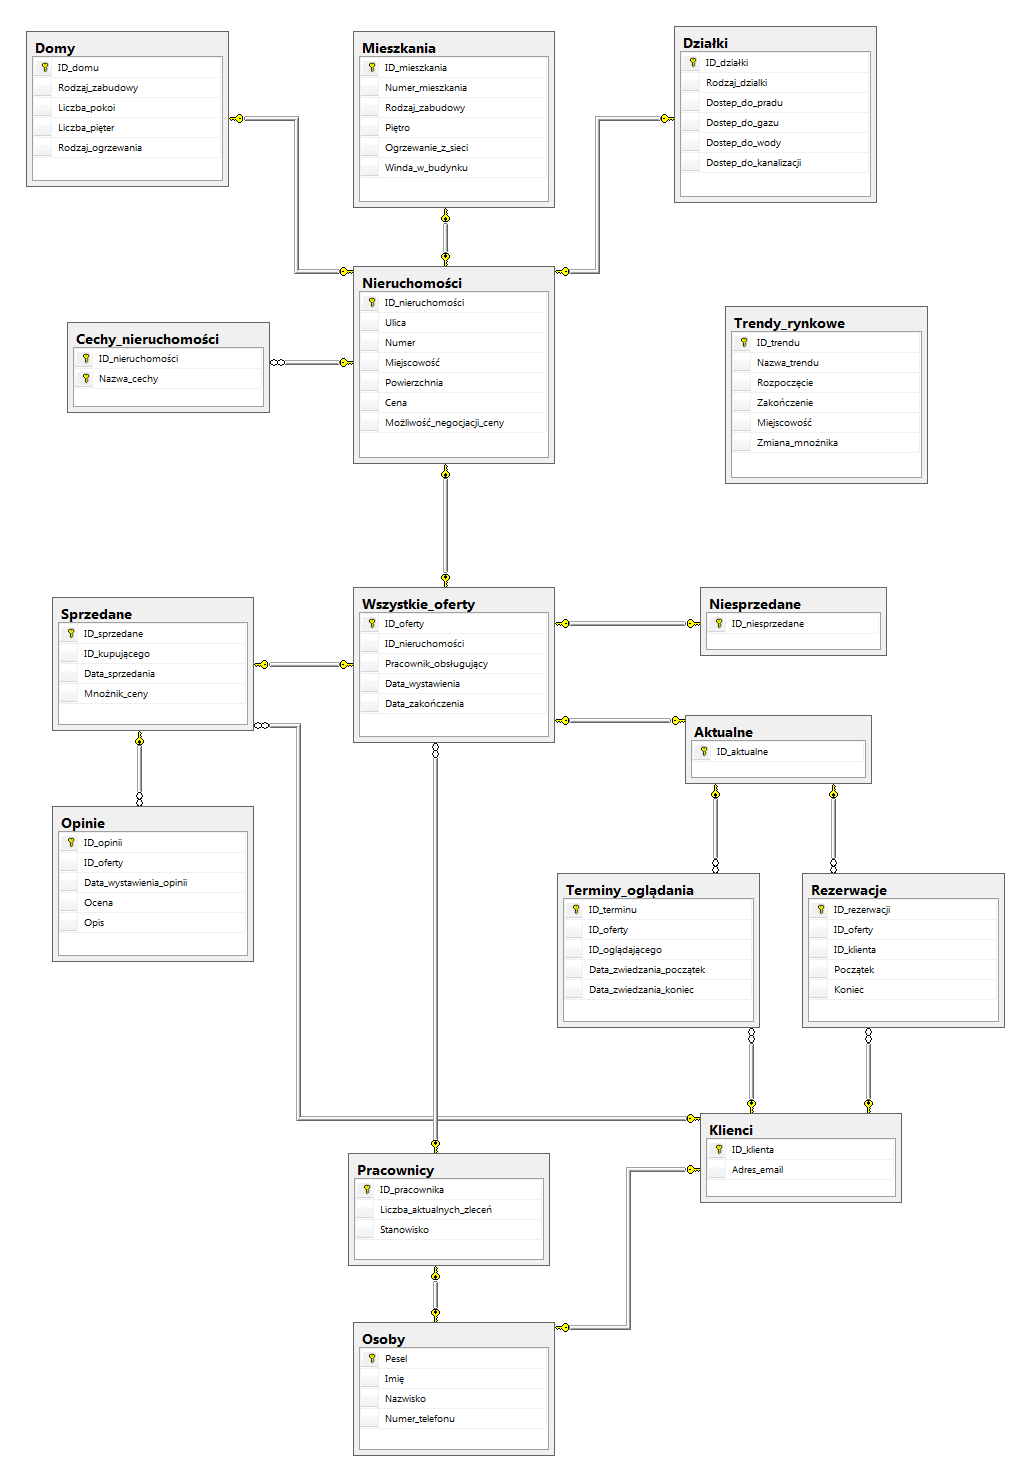 Domy
ID_domu
Rodzaj_zabudowy
Liczba_pokoi
Liczba_pięter
Rodzaj_ogrzewania
Mieszkania
ID_mieszkania
Numer_mieszkania
Rodzaj_zabudowy
Piętro
Ogrzewanie_z_sieci
Winda_w_budynku
Działki
ID_działki
Rodzaj_dzialki
Dostep_do_pradu
Dostep_do_gazu
Dostep_do_wody
Dostep_do_kanalizacji
Nieruchomości
ID_nieruchomości
Ulica
Numer
Miejscowość
Powierzchnia
Cena
Możliwość_negocjacji_ceny
Cechy_nieruchomości
ID_nieruchomości
Nazwa_cechy
Trendy_rynkowe
ID_trendu
Nazwa_trendu
Rozpoczęcie
Zakończenie
Miejscowość
Zmiana_mnożnika
Sprzedane
ID_sprzedane
ID_kupującego
Data_sprzedania
Mnożnik_ceny
Wszystkie_oferty
ID_oferty
ID_nieruchomości
Pracownik_obsługujący
Data_wystawienia
Data_zakończenia
Niesprzedane
ID_niesprzedane
Aktualne
ID_aktualne
Opinie
ID_opinii
ID_oferty
Data_wystawienia_opinii
Ocena
Opis
Terminy_oglądania
ID_terminu
ID_oferty
ID_oglądającego
Data_zwiedzania_początek
Data_zwiedzania_koniec
Rezerwacje
ID_rezerwacji
ID_oferty
ID_klienta
Początek
Koniec
Klienci
ID_klienta
Adres_email
Pracownicy
ID_pracownika
Liczba_aktualnych_zleceń
Stanowisko
Osoby
Pesel
Imię
Nazwisko
Numer_telefonu